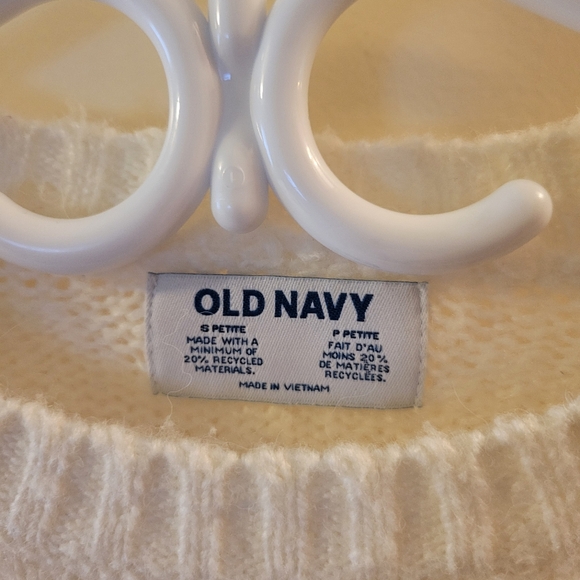 OLD NAVY
S PETITE
MADE WITH A
MINIMUM OF
20% RECYCLED
MATERIALS.
P PETITE
FAIT D'AU
MOINS 20%
DE MATIÈRES
RECYCLÉES.
MADE IN VIETNAM